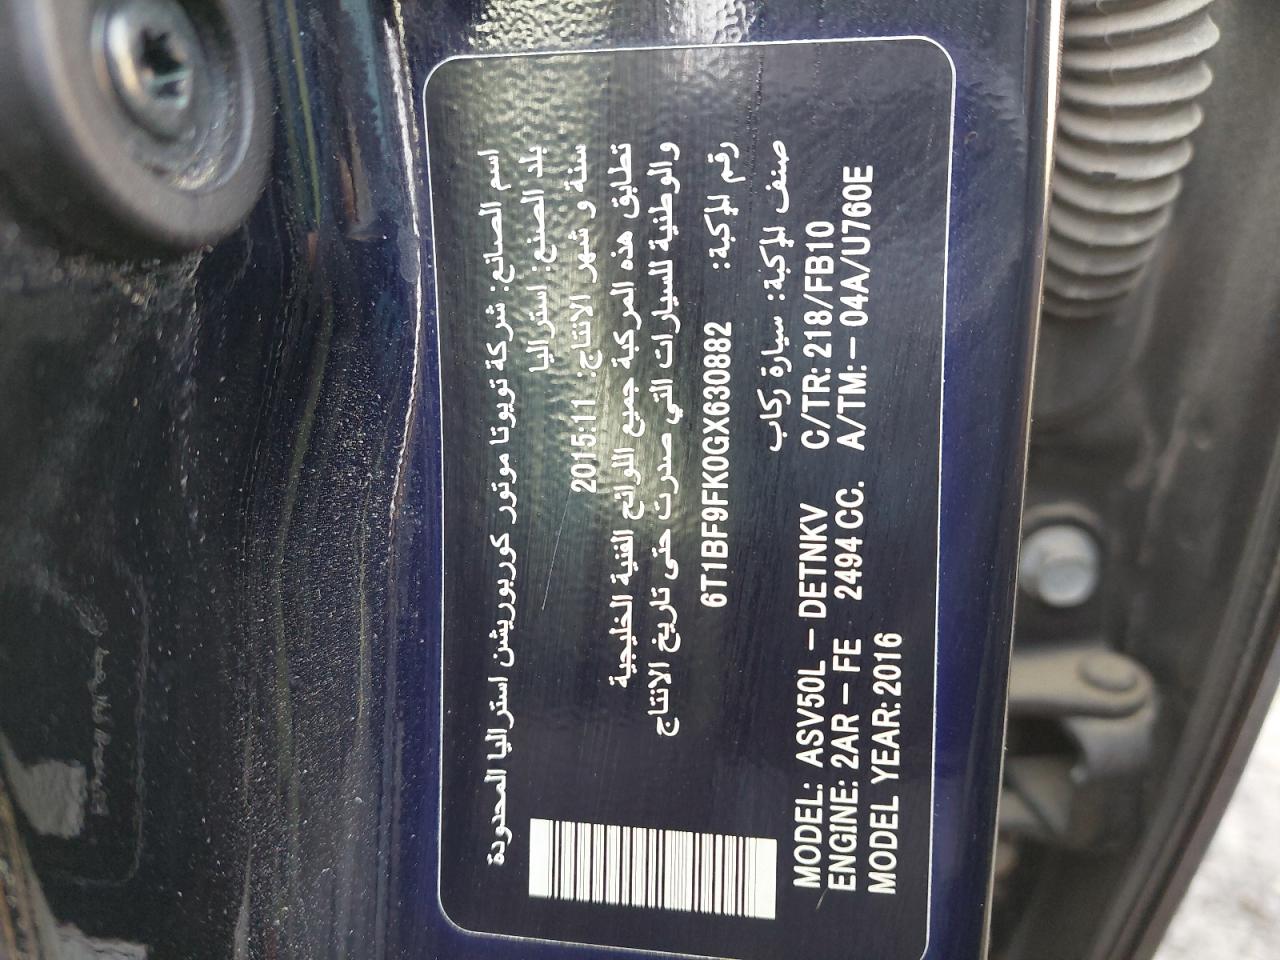 اسم الصانع: شركة تويوتا موتور كوربوريشن استراليا المحدودة
بلد الصنع: استراليا
سنة و شهر الانتاج: 2015.11
تطابق هذه المركبة جميع اللوائح الفنية الخليجية
والوطنية للسيارات التي صدرت حتى تاريخ الانتاج
رقم المركبة: 6T1BF9FK0GX630882
صنف المركبة: سيارة ركاب
MODEL: ASV50L – DETNKV C/TR: 218/FB10
ENGINE: 2AR – FE 2494 CC. A/TM: – 04A/U760E
MODEL YEAR: 2016